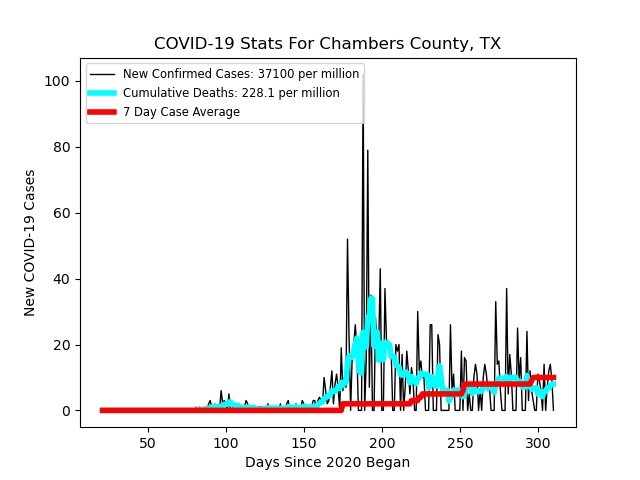 COVID-19 Stats For Chambers County, TX
New Confirmed Cases: 37100 per million
Cumulative Deaths: 228.1 per million
7 Day Case Average
New COVID-19 Cases
100
80
60
40
20
0
50 100 150 200 250 300
Days Since 2020 Began